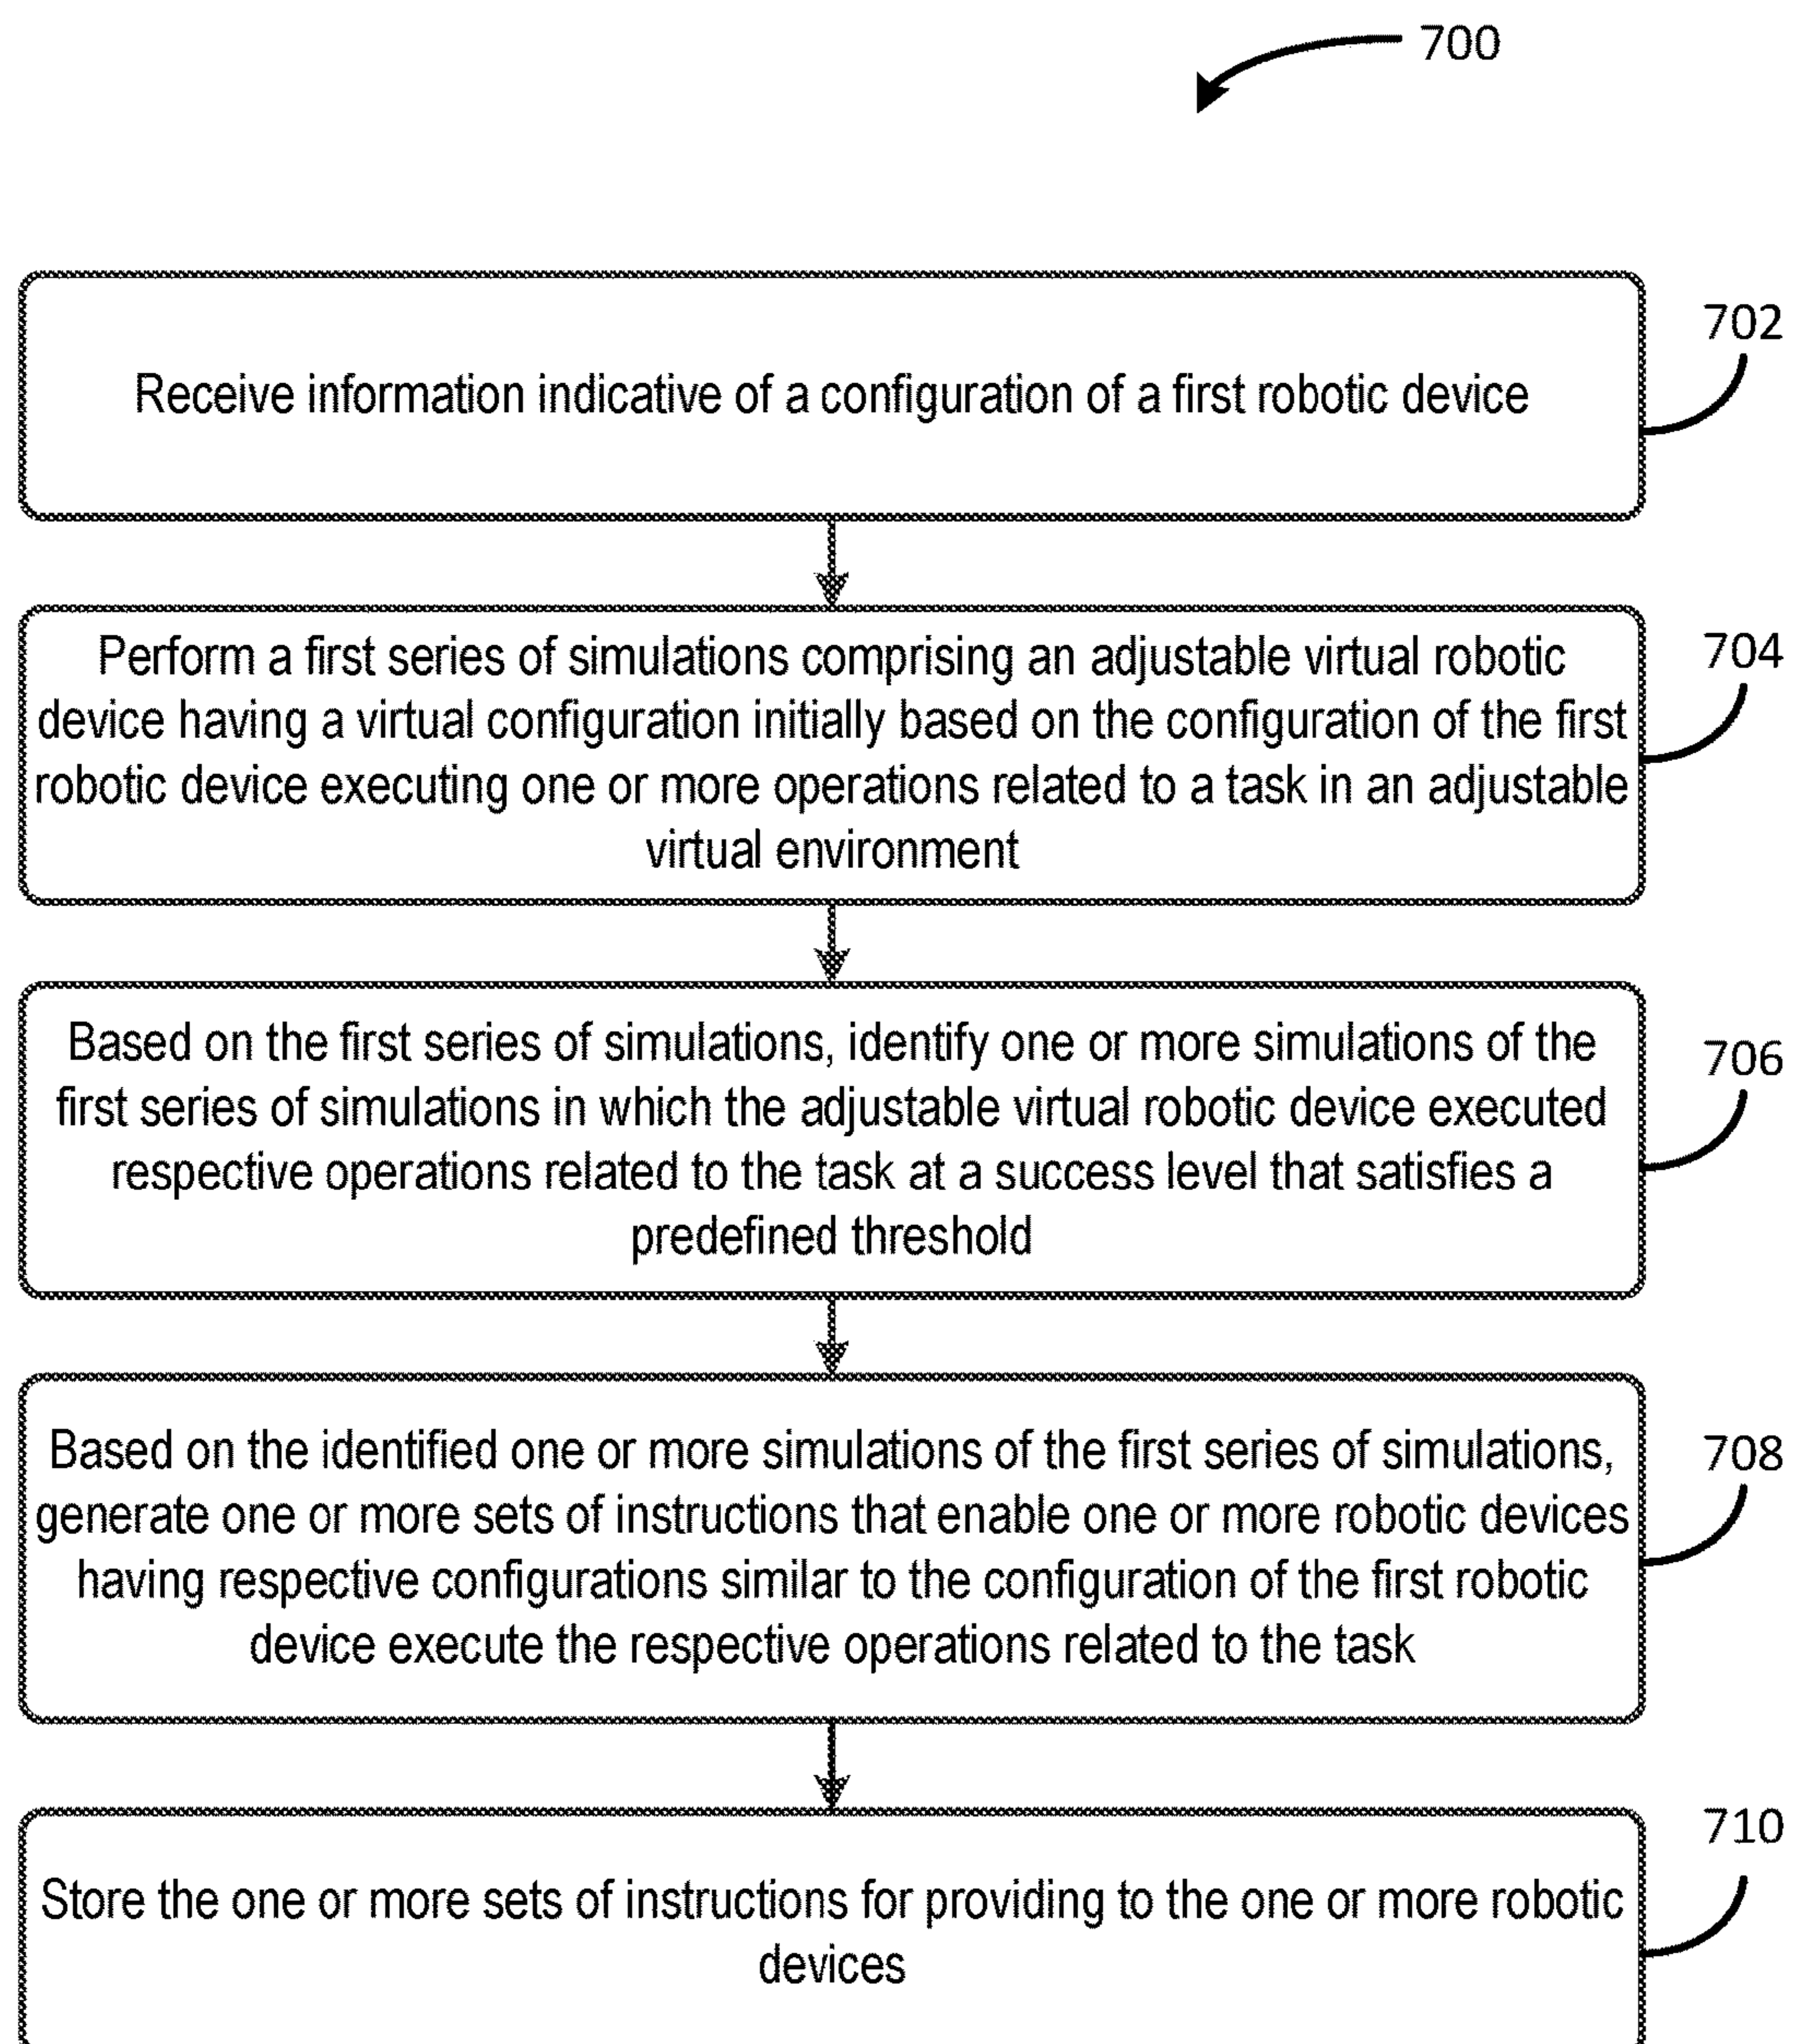 700
702
Receive information indicative of a configuration of a first robotic device
704
Perform a first series of simulations comprising an adjustable virtual robotic
device having a virtual configuration initially based on the configuration of the first
robotic device executing one or more operations related to a task in an adjustable
virtual environment
706
Based on the first series of simulations, identify one or more simulations of the
first series of simulations in which the adjustable virtual robotic device executed
respective operations related to the task at a success level that satisfies a
predefined threshold
708
Based on the identified one or more simulations of the first series of simulations,
generate one or more sets of instructions that enable one or more robotic devices
having respective configurations similar to the configuration of the first robotic
device execute the respective operations related to the task
710
Store the one or more sets of instructions for providing to the one or more robotic
devices